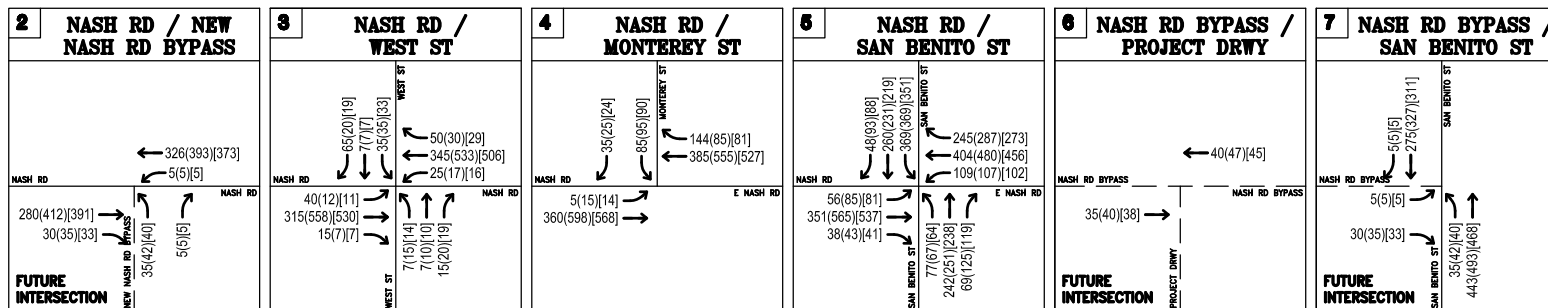 2
NASH RD / NEW
NASH RD BYPASS
326(393)[373]
5(5)[5]
NASH RD
NASH RD
280(412)[391]
30(35)[33]
35(42)[40]
5(5)[5]
NEW NASH RD BYPASS
FUTURE
INTERSECTION
3
NASH RD /
WEST ST
WEST ST
65(20)[19]
7(7)[7]
35(35)[33]
50(30)[29]
345(533)[506]
25(17)[16]
NASH RD
NASH RD
40(12)[11]
315(558)[530]
15(7)[7]
7(15)[14]
7(10)[10]
15(20)[19]
WEST ST
4
NASH RD /
MONTEREY ST
MONTEREY ST
35(25)[24]
85(95)[90]
144(85)[81]
385(555)[527]
NASH RD
E NASH RD
5(15)[14]
360(598)[568]
5
NASH RD /
SAN BENITO ST
SAN BENITO ST
48(93)[88]
260(231)[219]
369(369)[351]
245(287)[273]
404(480)[456]
109(107)[102]
NASH RD
E NASH RD
56(85)[81]
351(565)[537]
38(43)[41]
77(67)[64]
242(251)[238]
69(125)[119]
SAN BENITO ST
6
NASH RD BYPASS /
PROJECT DRWY
40(47)[45]
NASH RD BYPASS
NASH RD BYPASS
35(40)[38]
PROJECT DRWY
FUTURE
INTERSECTION
7
NASH RD BYPASS /
SAN BENITO ST
SAN BENITO ST
5(5)[5]
275(327)[311]
NASH RD BYPASS
5(5)[5]
30(35)[33]
35(42)[40]
443(493)[468]
SAN BENITO ST
FUTURE
INTERSECTION